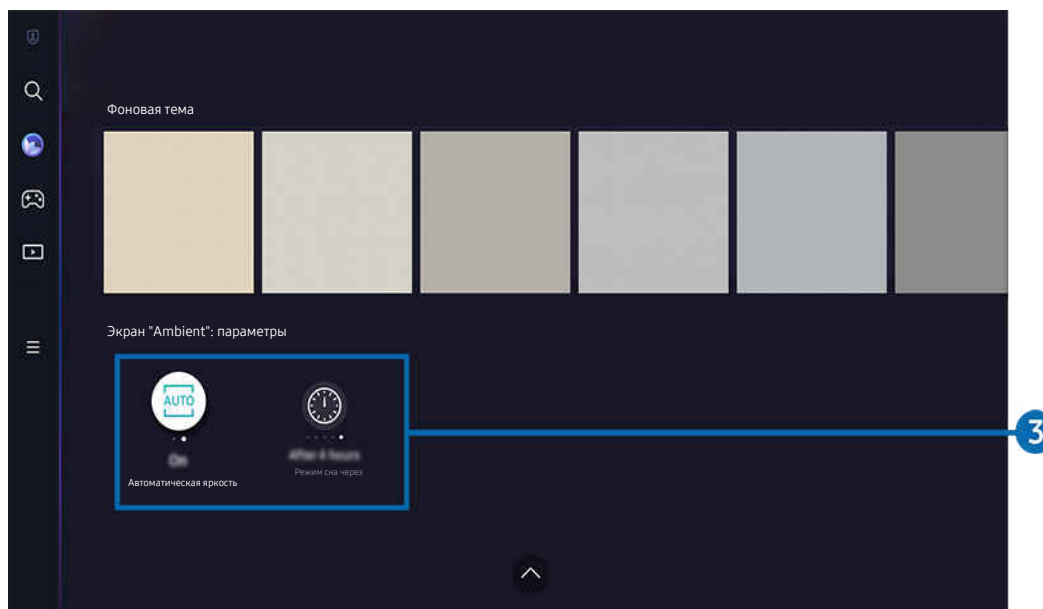 Фоновая тема
Экран "Ambient": параметры
AUTO
On
After 4 hours
Автоматическая яркость
Режим сна через
3